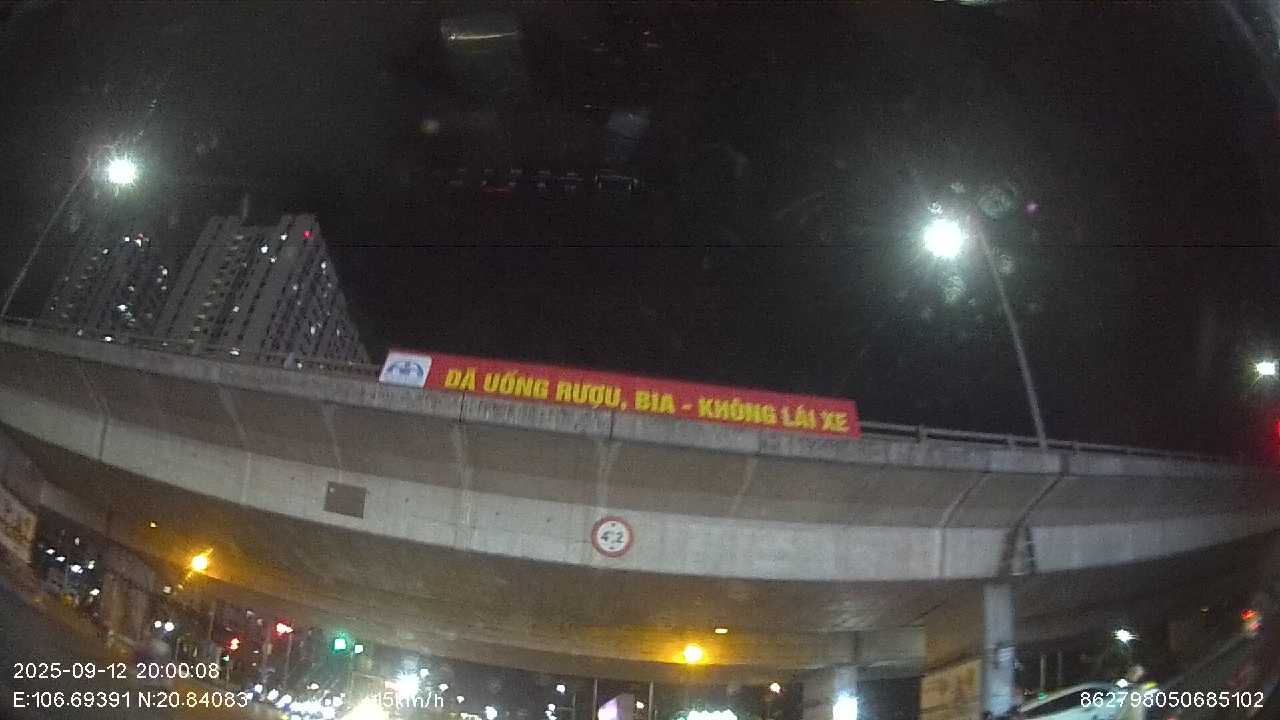 ĐÃ UỐNG RƯỢU, BIA - KHÔNG LÁI XE
4,2
2025-09-12 20:00:08
E:106.69391 N:20.84083 15km/h
862798050685102